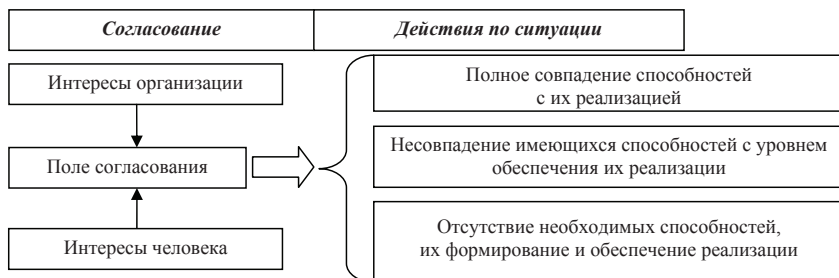 Согласование
Действия по ситуации
Интересы организации
Поле согласования
Интересы человека
Полное совпадение способностей
с их реализацией
Несовпадение имеющихся способностей с уровнем
обеспечения их реализации
Отсутствие необходимых способностей,
их формирование и обеспечение реализации